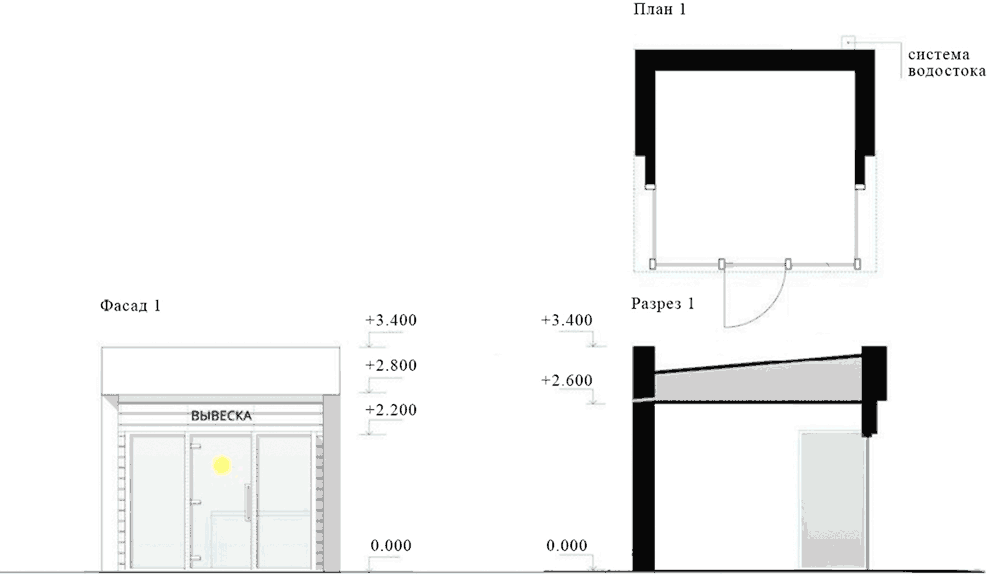 План 1
система
водостока
Фасад 1
+3.400
+2.800
+2.200
0.000
ВЫВЕСКА
Разрез 1
+3.400
+2.600
0.000